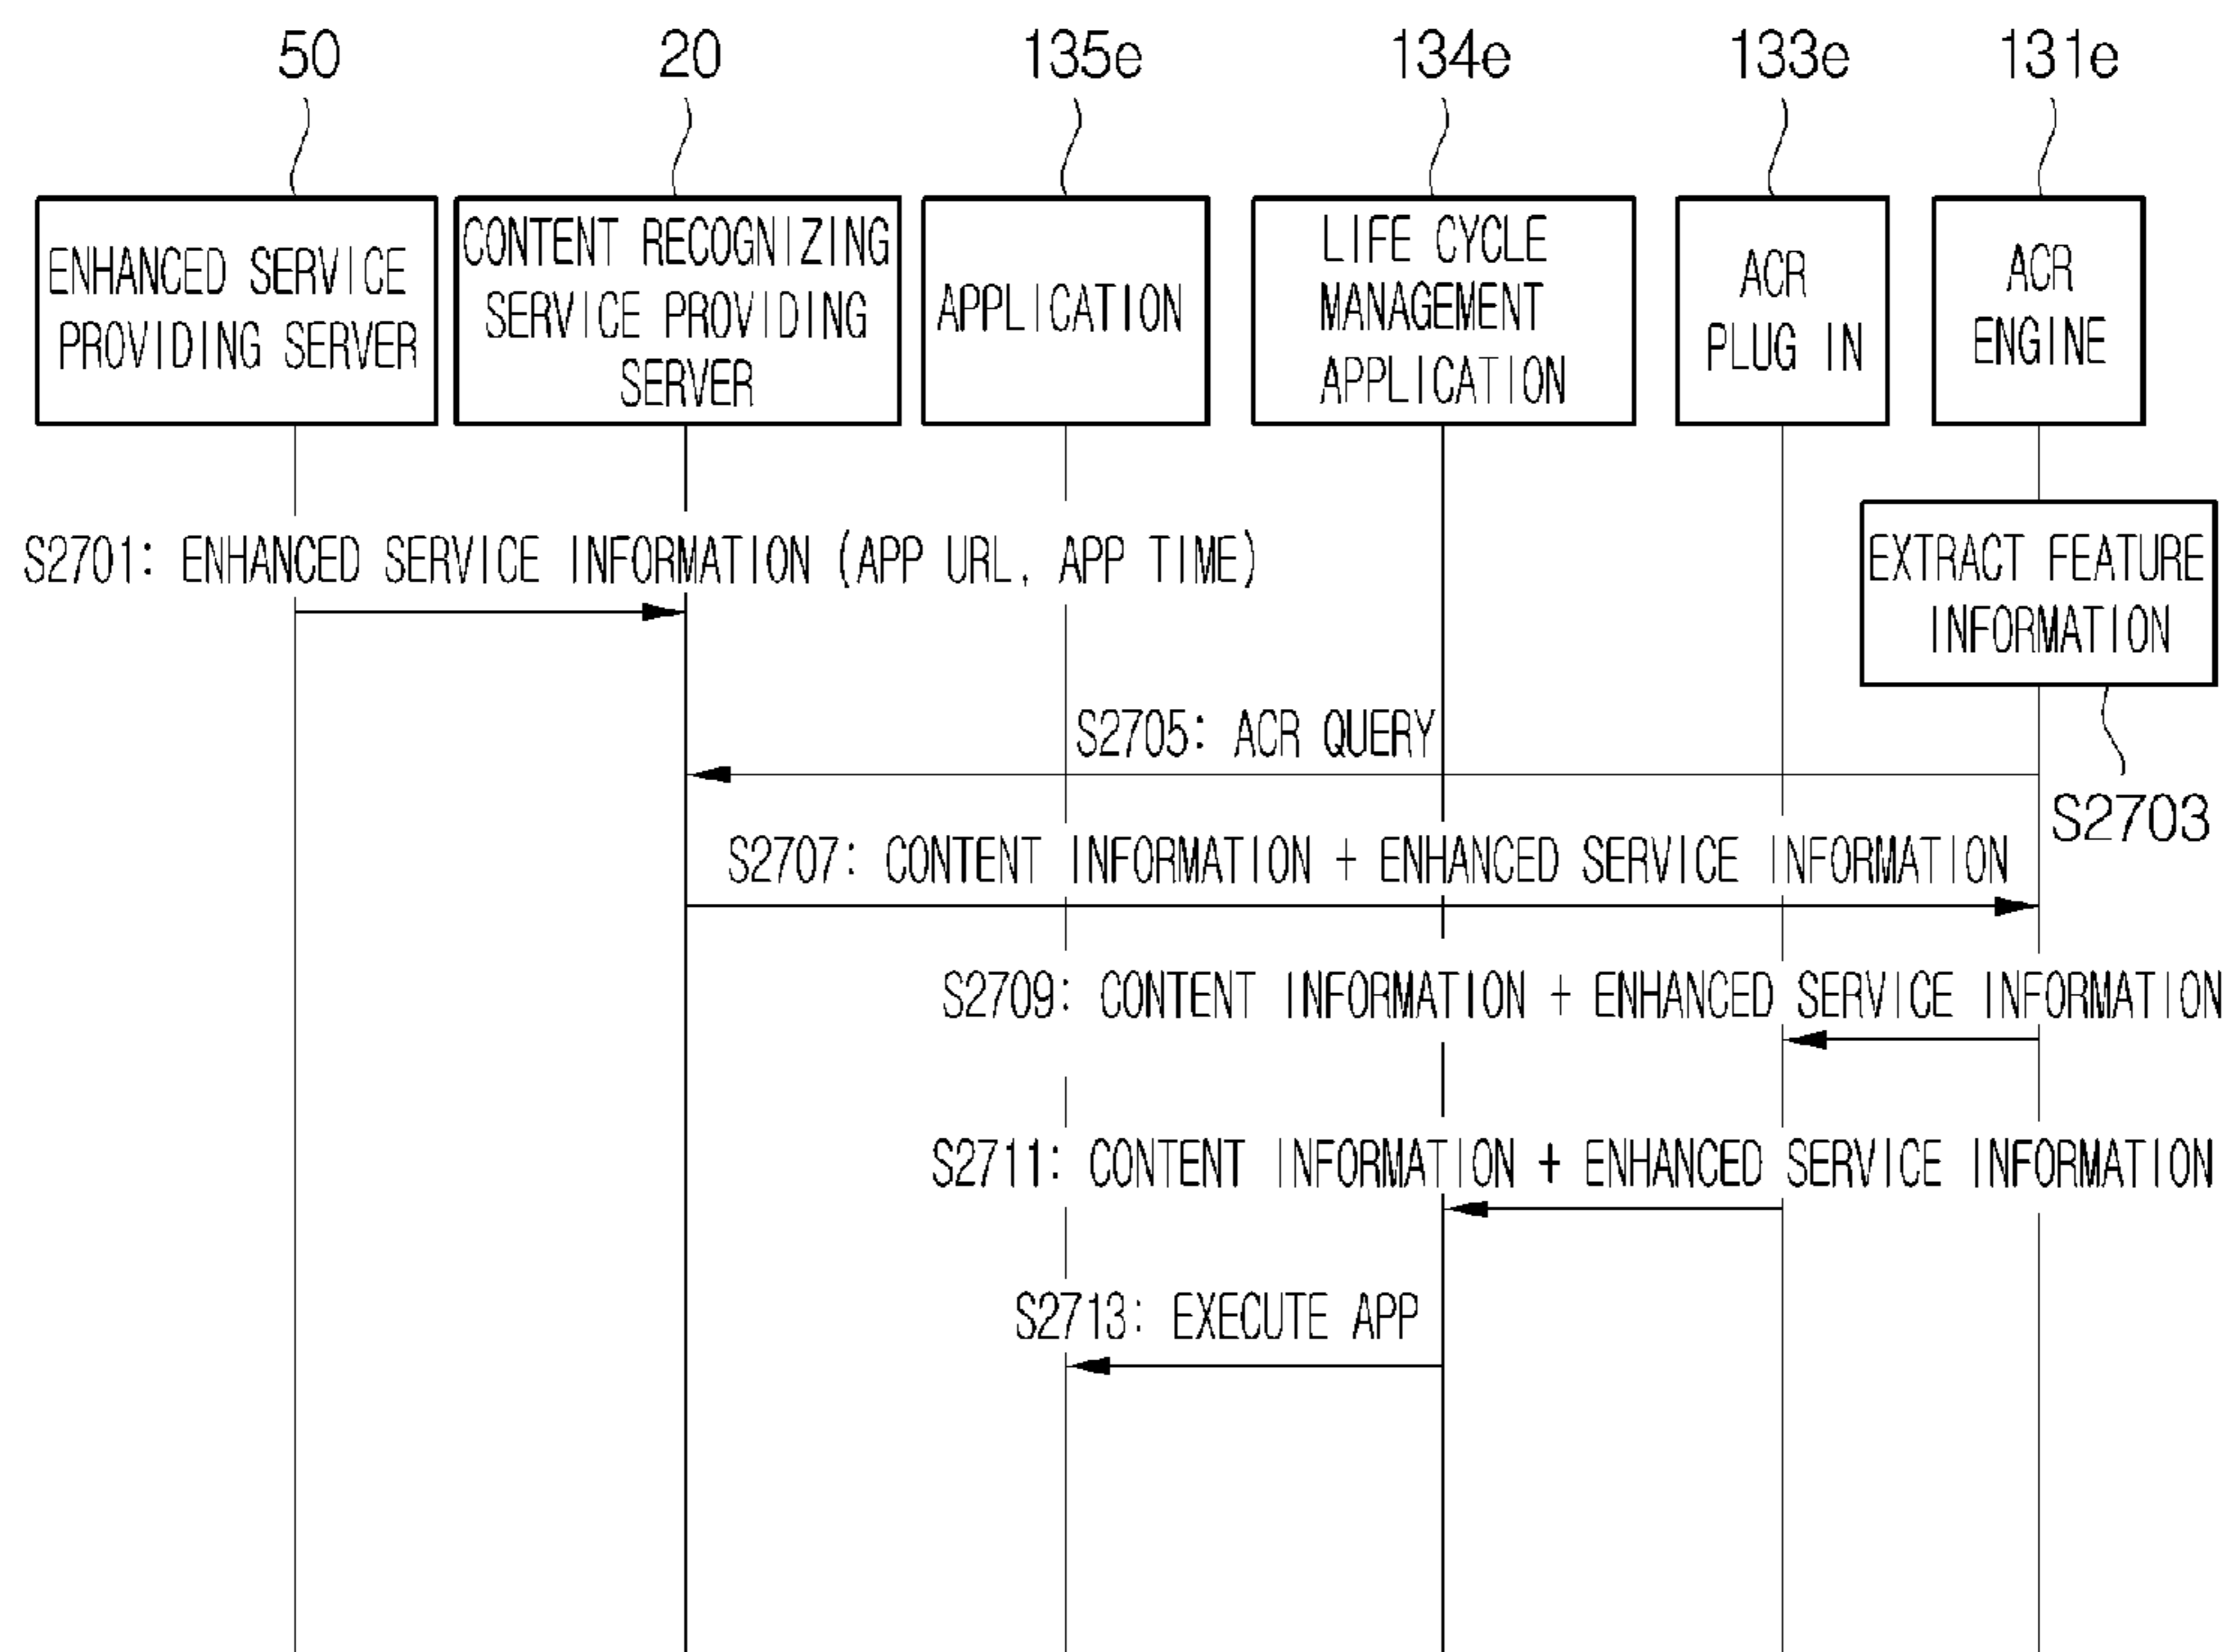 50
20
135e
134e
133e
131e
ENHANCED SERVICE
PROVIDING SERVER
CONTENT RECOGNIZING
SERVICE PROVIDING
SERVER
APPLICATION
LIFE CYCLE
MANAGEMENT
APPLICATION
ACR
PLUG IN
ACR
ENGINE
S2701: ENHANCED SERVICE INFORMATION (APP URL, APP TIME)
EXTRACT FEATURE
INFORMATION
S2705: ACR QUERY
S2703
S2707: CONTENT INFORMATION + ENHANCED SERVICE INFORMATION
S2709: CONTENT INFORMATION + ENHANCED SERVICE INFORMATION
S2711: CONTENT INFORMATION + ENHANCED SERVICE INFORMATION
S2713: EXECUTE APP